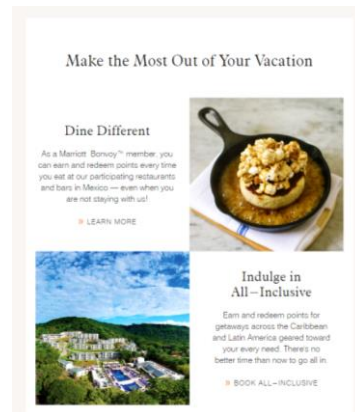 Make the Most Out of Your Vacation
Dine Different
As a Marriott Bonvoy™ member, you
can earn and redeem points every time
you eat at our participating restaurants
and bars in Mexico — even when you
are not staying with us!
» LEARN MORE
Indulge in
All–Inclusive
Earn and redeem points for
getaways across the Caribbean
and Latin America geared toward
your every need. There's no
better time than now to go all in.
» BOOK ALL–INCLUSIVE